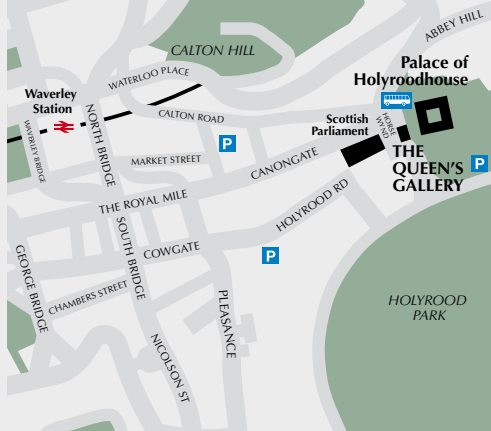 ABBEY HILL
CALTON HILL
Palace of
Holyroodhouse
WATERLOO PLACE
Waverley
Station
CALTON ROAD
NORTH BRIDGE
WAVERLEY BRIDGE
HORSE
WYND
Scottish
Parliament
P
MARKET STREET
CANONGATE
THE
QUEEN'S
GALLERY
P
THE ROYAL MILE
HOLYROOD RD
SOUTH BRIDGE
COWGATE
P
GEORGE BRIDGE
CHAMBERS STREET
PLEASANCE
HOLYROOD
PARK
NICOLSON ST